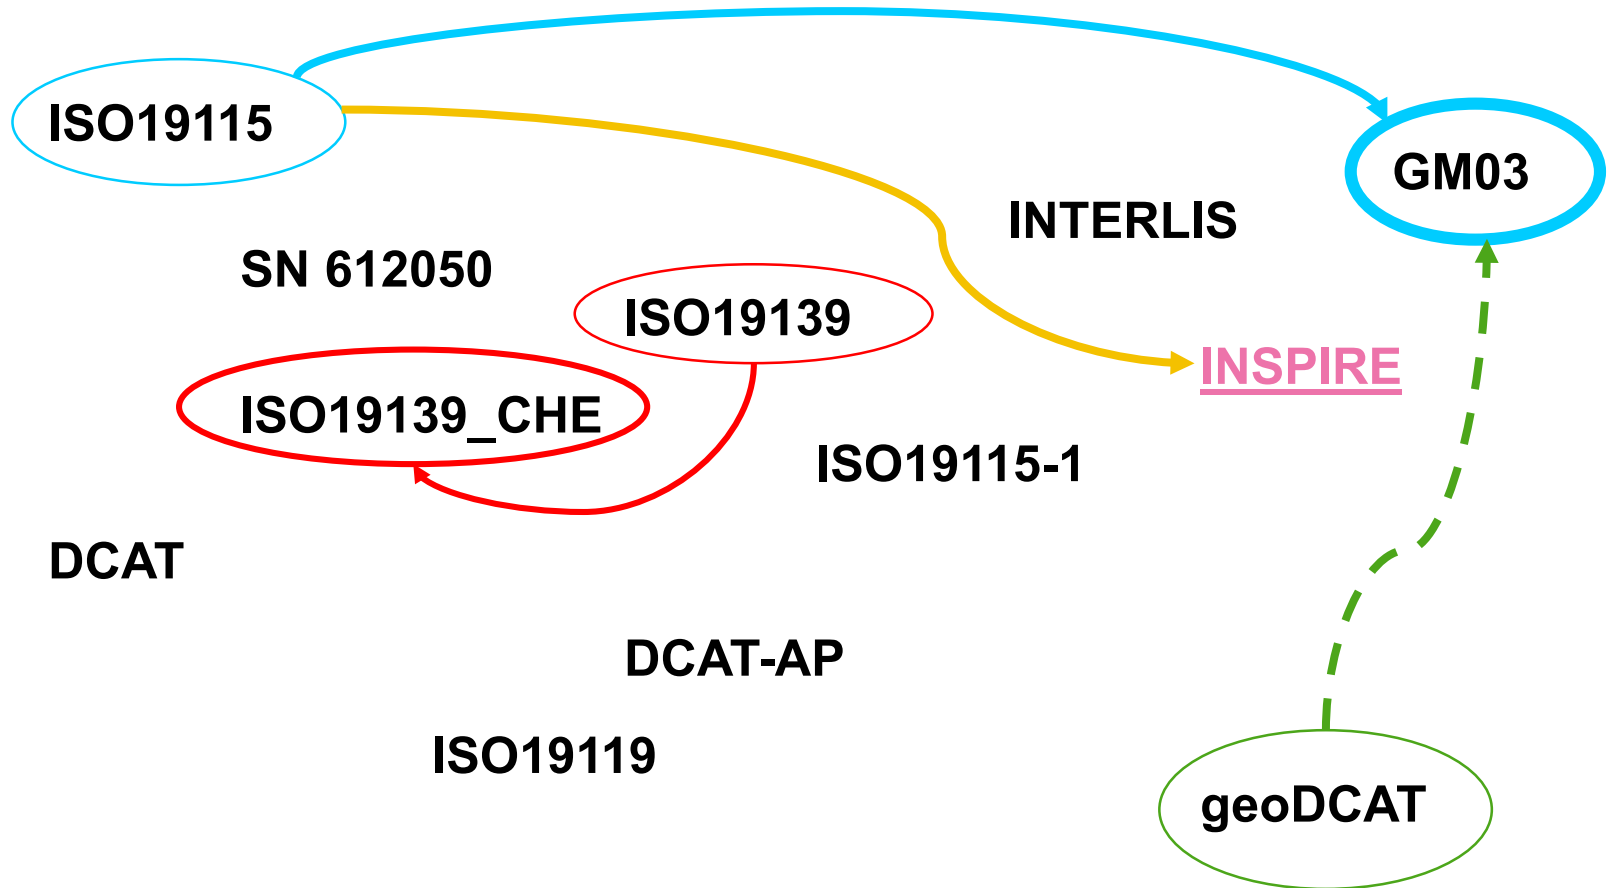 ISO19115
GM03
INTERLIS
SN 612050
ISO19139
INSPIRE
ISO19139_CHE
ISO19115-1
DCAT
DCAT-AP
ISO19119
geoDCAT